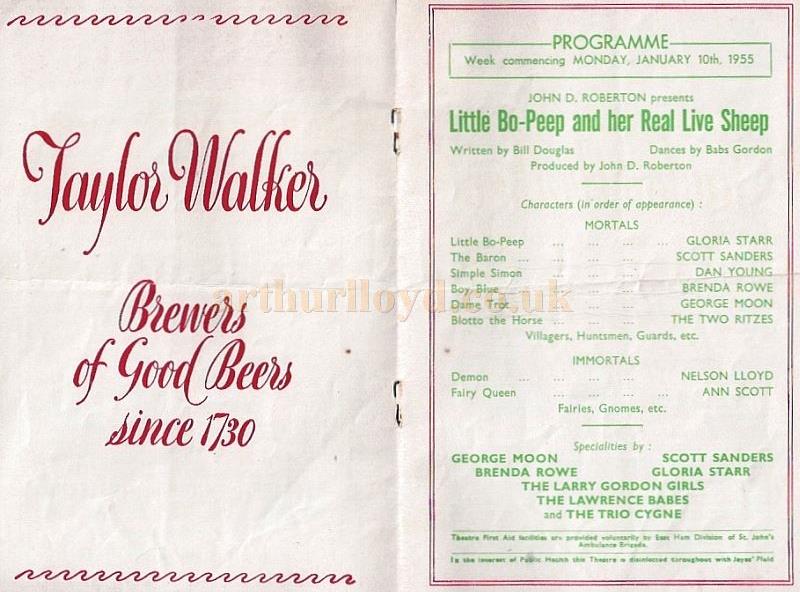 Taylor Walker
Brewers
of Good Beers
since 1730
PROGRAMME
Week commencing MONDAY, JANUARY 10th, 1955
JOHN D. ROBERTON presents
Little Bo-Peep and her Real Live Sheep
Written by Bill Douglas Dances by Babs Gordon
Produced by John D. Roberton
Characters (in order of appearance) :
MORTALS
Little Bo-Peep ... ... ... ... GLORIA STARR
The Baron ... ... ... ... ... SCOTT SANDERS
Simple Simon ... ... ... ... DAN YOUNG
Boy Blue ... ... ... ... BRENDA ROWE
Dame Trot ... ... ... ... GEORGE MOON
Blotto the Horse ... ... ... ... THE TWO RITZES
Villagers, Huntsmen, Guards, etc.
IMMORTALS
Demon ... ... ... ... NELSON LLOYD
Fairy Queen ... ... ... ... ANN SCOTT
Fairies, Gnomes, etc.
Specialities by :
GEORGE MOON SCOTT SANDERS
BRENDA ROWE GLORIA STARR
THE LARRY GORDON GIRLS
THE LAWRENCE BABES
and THE TRIO CYGNE
Theatre First Aid facilities are provided voluntarily by East Ham Division of St. John's
Ambulance Brigade.
In the interest of Public Health this Theatre is disinfected throughout with Jeyes' Fluid
arthurlloyd.co.uk